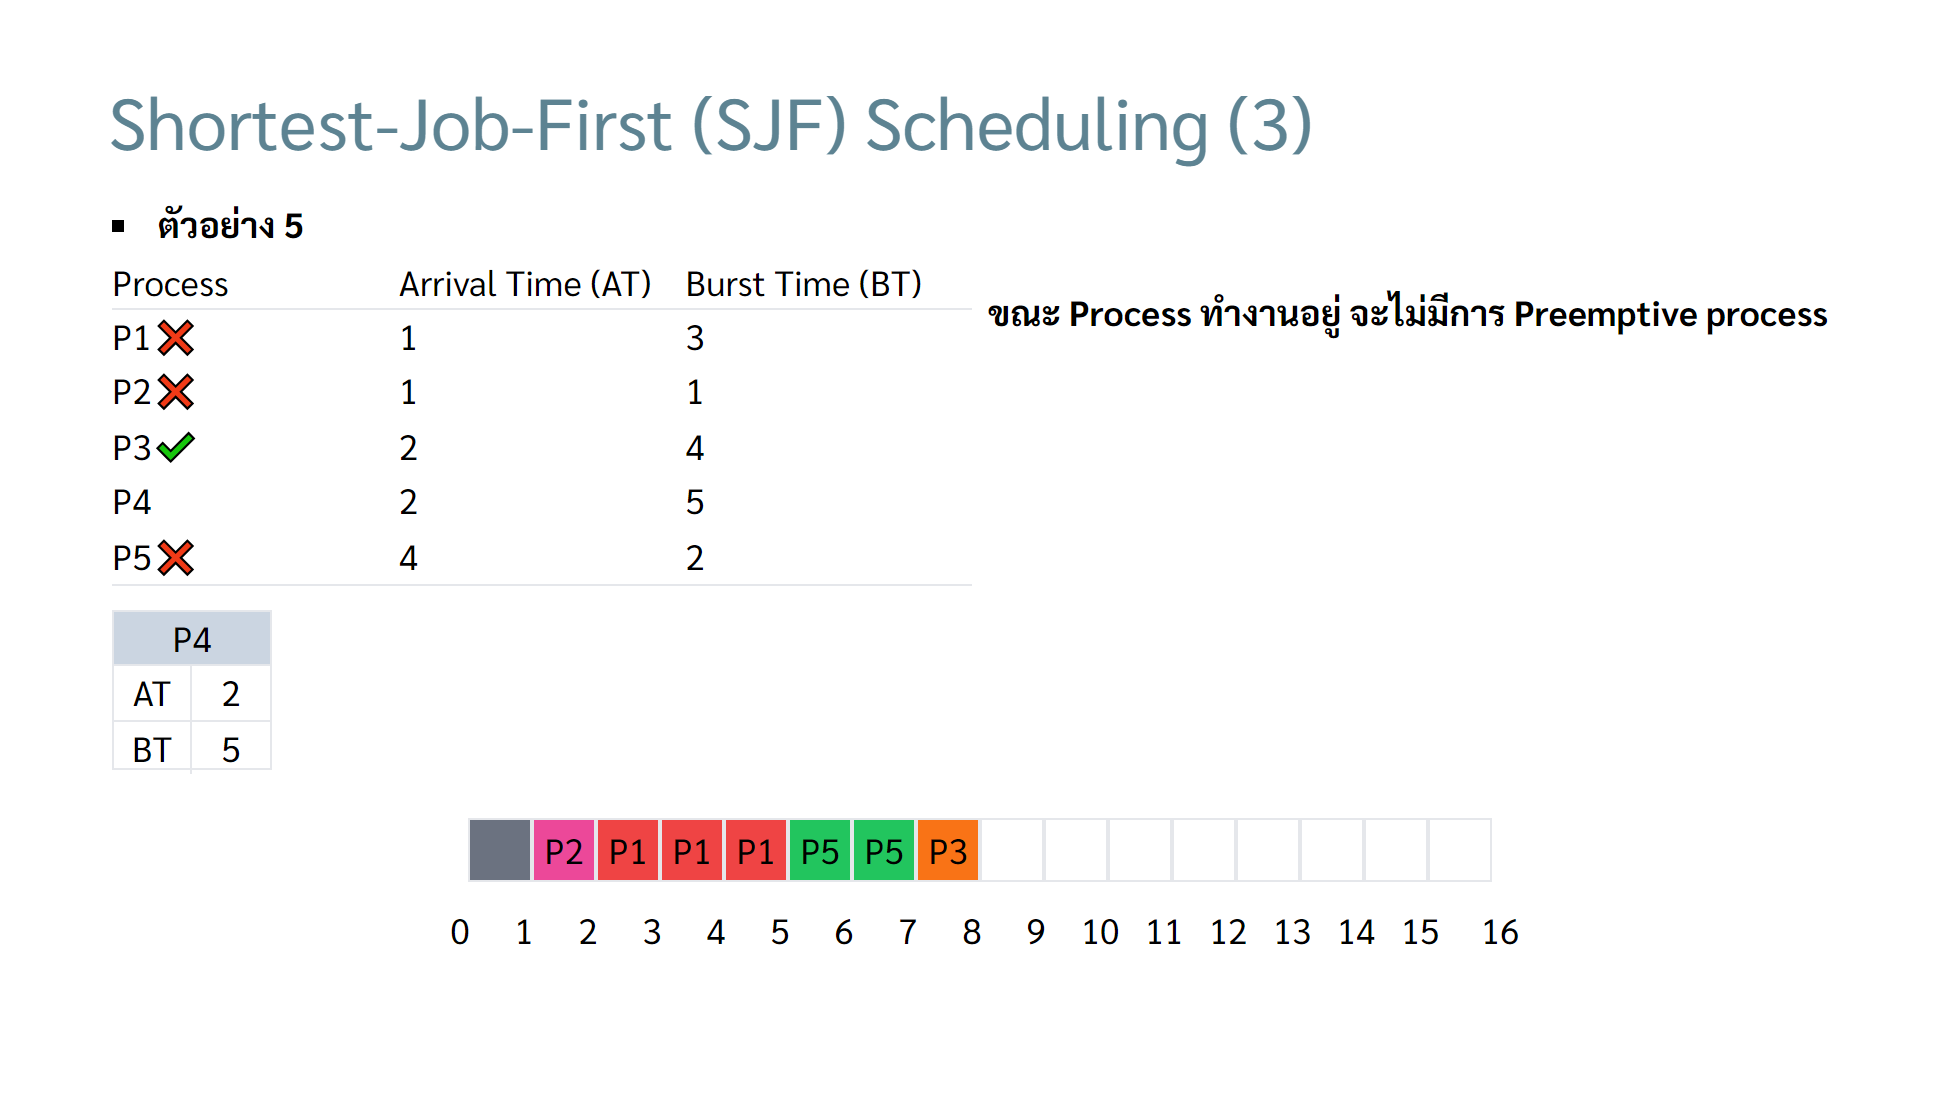 Shortest-Job-First (SJF) Scheduling (3)
ตัวอย่าง 5
Process Arrival Time (AT) Burst Time (BT)
ขณะ Process ทำงานอยู่ จะไม่มีการ Preemptive process
P1 1 3
P2 1 1
P3 2 4
P4 2 5
P5 4 2
P4
AT 2
BT 5
P2 P1 P1 P1 P5 P5 P3
0 1 2 3 4 5 6 7 8 9 10 11 12 13 14 15 16